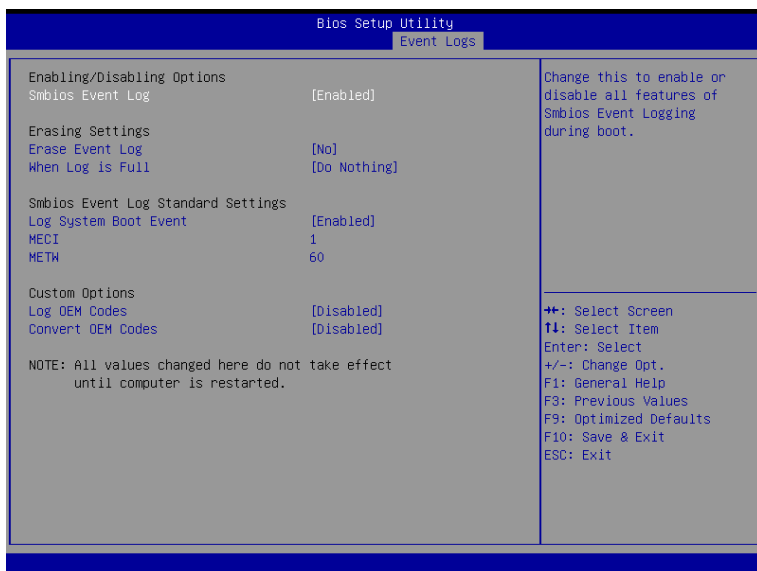 Bios Setup Utility
Event Logs
Enabling/Disabling Options
Smbios Event Log [Enabled]
Erasing Settings
Erase Event Log [No]
When Log is Full [Do Nothing]
Smbios Event Log Standard Settings
Log System Boot Event [Enabled]
MECI 1
METW 60
Custom Options
Log OEM Codes [Disabled]
Convert OEM Codes [Disabled]
NOTE: All values changed here do not take effect
until computer is restarted.
Change this to enable or
disable all features of
Smbios Event Logging
during boot.
→←: Select Screen
↑↓: Select Item
Enter: Select
+/-: Change Opt.
F1: General Help
F3: Previous Values
F9: Optimized Defaults
F10: Save & Exit
ESC: Exit